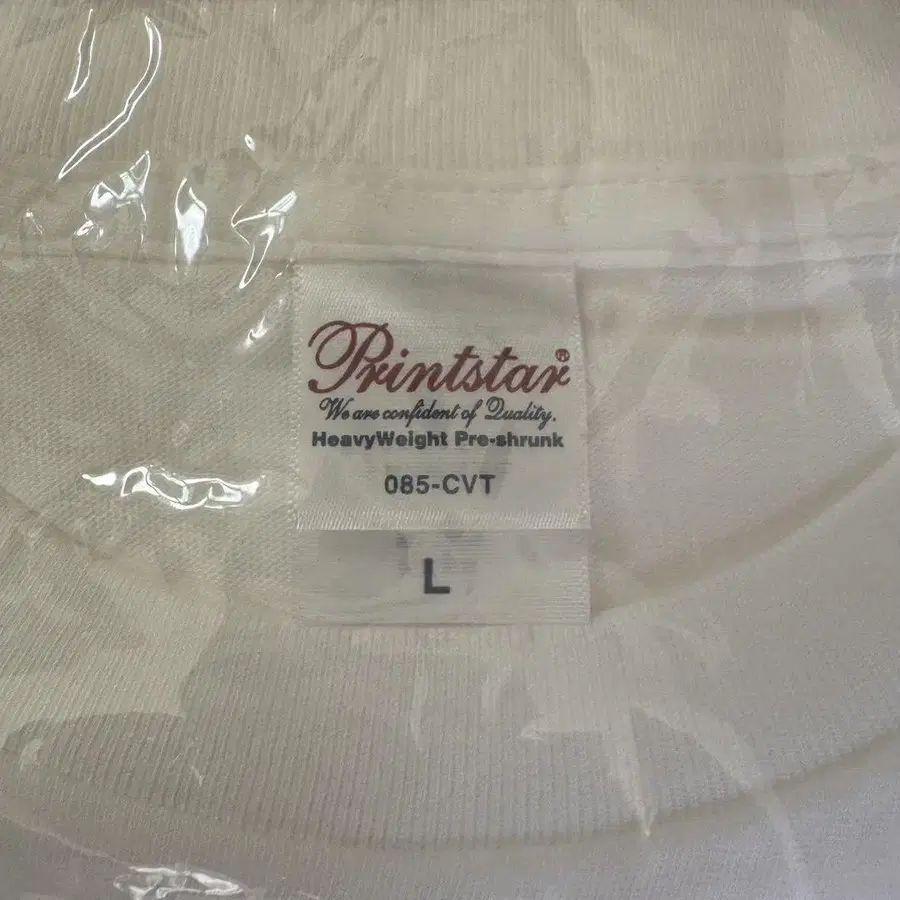 Printstar®
We are confident of Quality.
HeavyWeight Pre-shrunk
085-CVT
L